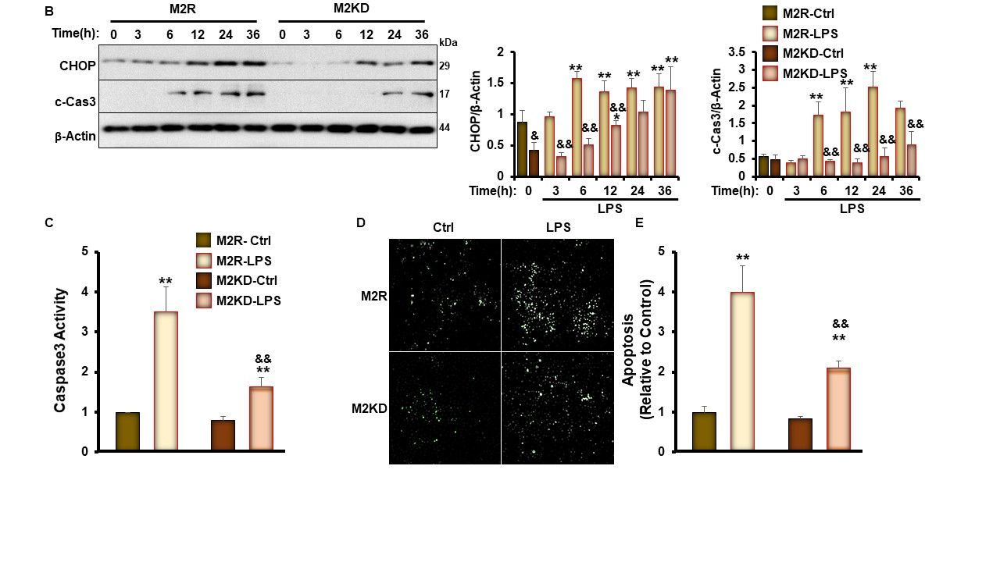 B
M2R M2KD
Time(h): 0 3 6 12 24 36 0 3 6 12 24 36
kDa
CHOP 29
c-Cas3 17
β-Actin 44
CHOP/β-Actin
2
1.5
1
0.5
0
** ** ** ** **
& && && && *
Time(h): 0 3 6 12 24 36
LPS
M2R-Ctrl
M2R-LPS
M2KD-Ctrl
M2KD-LPS
c-Cas3/β-Actin
3.5
3
2.5
2
1.5
1
0.5
0
** ** **
&& && && &&
Time(h): 0 3 6 12 24 36
LPS
C
M2R- Ctrl
M2R-LPS
M2KD-Ctrl
M2KD-LPS
Caspase3 Activity
5
4
3
2
1
0
**
&&
**
D
Ctrl LPS
M2R
M2KD
E
Apoptosis
(Relative to Control)
5
4
3
2
1
0
**
&&
**